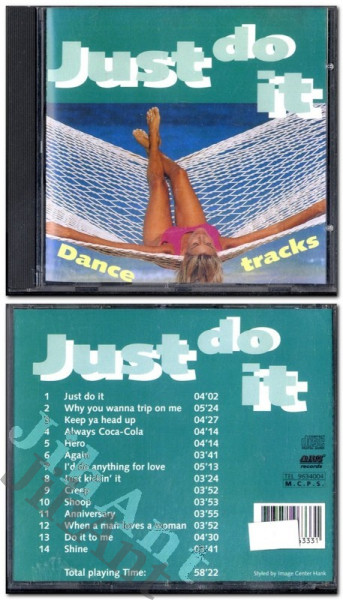 Just do it
Dance tracks
Just do it
1 Just do it 04'02
2 Why you wanna trip on me 05'24
3 Keep ya head up 04'27
4 Always Coca-Cola 04'14
5 Hero 04'14
6 Again 03'41
7 I'd do anything for love 05'13
8 Just kickin' it 03'24
9 Creep 03'52
10 Shoop 03'53
11 Anniversary 03'55
12 When a man loves a woman 03'52
13 Do it to me 04'30
14 Shine 03'41
Total playing Time: 58'22
records
M.C.P.S.
Styled by Image Center Hank